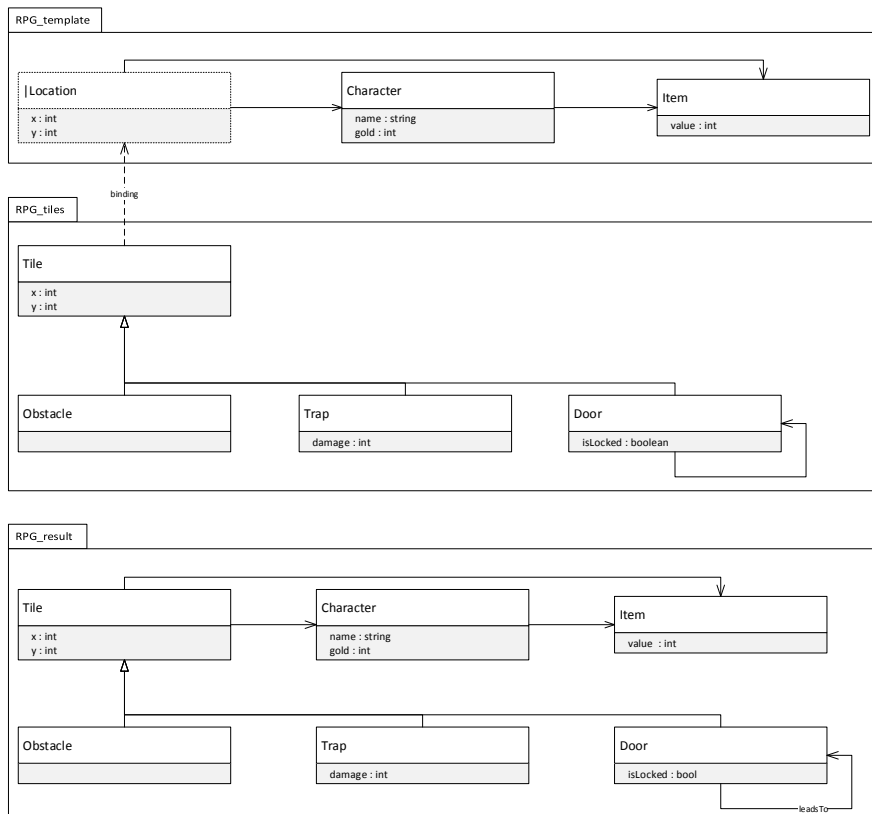 RPG_template
|Location
x : int
y : int
Character
name : string
gold : int
Item
value : int
binding
RPG_tiles
Tile
x : int
y : int
Obstacle
Trap
damage : int
Door
isLocked : boolean
RPG_result
Tile
x : int
y : int
Character
name : string
gold : int
Item
value : int
Obstacle
Trap
damage : int
Door
isLocked : bool
leadsTo